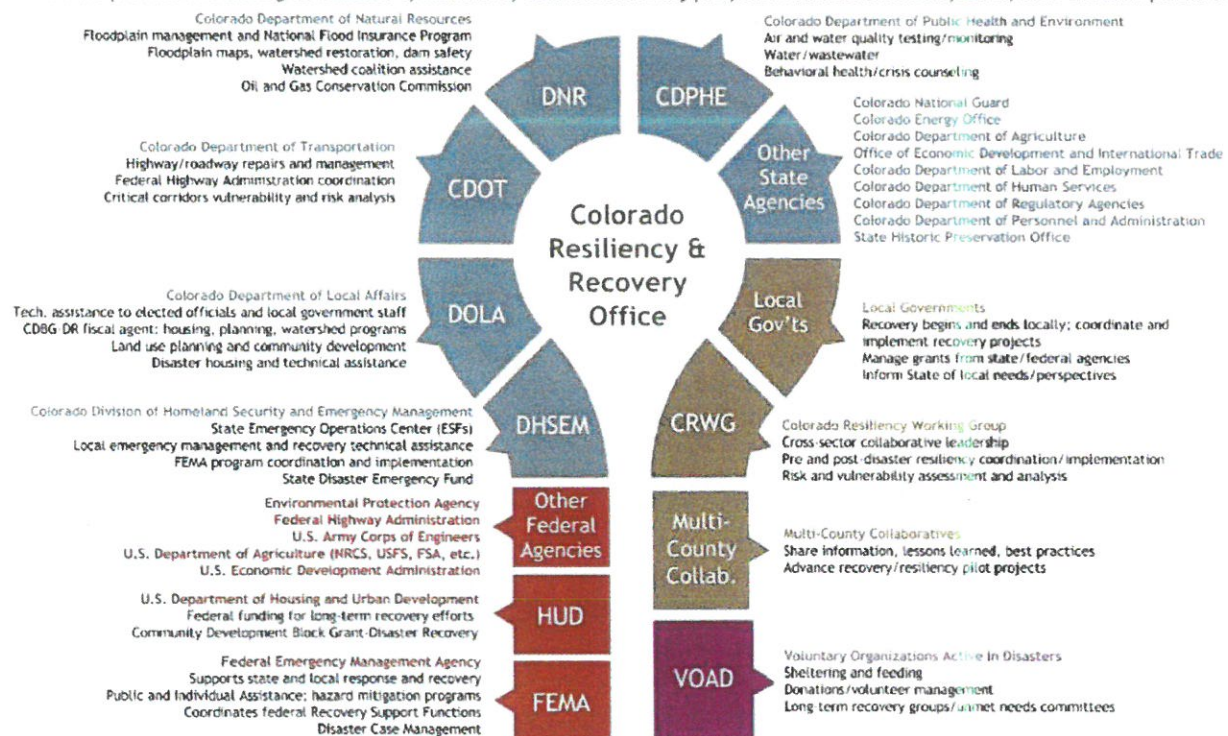 Colorado Department of Natural Resources
Floodplain management and National Flood Insurance Program
Floodplain maps, watershed restoration, dam safety
Watershed coalition assistance
Oil and Gas Conservation Commission
DNR
CDPHE
Colorado Department of Public Health and Environment
Air and water quality testing/monitoring
Water/wastewater
Behavioral health/crisis counseling
Colorado Department of Transportation
Highway/roadway repairs and management
Federal Highway Administration coordination
Critical corridors vulnerability and risk analysis
CDOT
Other
State
Agencies
Colorado National Guard
Colorado Energy Office
Colorado Department of Agriculture
Office of Economic Development and International Trade
Colorado Department of Labor and Employment
Colorado Department of Human Services
Colorado Department of Regulatory Agencies
Colorado Department of Personnel and Administration
State Historic Preservation Office
Colorado
Resiliency &
Recovery
Office
Colorado Department of Local Affairs
Tech. assistance to elected officials and local government staff
CDBG-DR fiscal agent: housing, planning, watershed programs
Land use planning and community development
Disaster housing and technical assistance
DOLA
Local
Gov'ts
Local Governments
Recovery begins and ends locally; coordinate and
implement recovery projects
Manage grants from state/federal agencies
Inform State of local needs/perspectives
Colorado Division of Homeland Security and Emergency Management
State Emergency Operations Center (ESFs)
Local emergency management and recovery technical assistance
FEMA program coordination and implementation
State Disaster Emergency Fund
DHSEM
CRWG
Colorado Resiliency Working Group
Cross-sector collaborative leadership
Pre and post-disaster resiliency coordination/implementation
Risk and vulnerability assessment and analysis
Environmental Protection Agency
Federal Highway Administration
U.S. Army Corps of Engineers
U.S. Department of Agriculture (NRCS, USFS, FSA, etc.)
U.S. Economic Development Administration
Other
Federal
Agencies
Multi-
County
Collab.
Multi-County Collaboratives
Share information, lessons learned, best practices
Advance recovery/resiliency pilot projects
U.S. Department of Housing and Urban Development
Federal funding for long-term recovery efforts
Community Development Block Grant-Disaster Recovery
HUD
Federal Emergency Management Agency
Supports state and local response and recovery
Public and Individual Assistance; hazard mitigation programs
Coordinates federal Recovery Support Functions
Disaster Case Management
FEMA
VOAD
Voluntary Organizations Active In Disasters
Sheltering and feeding
Donations/volunteer management
Long-term recovery groups/unmet needs committees